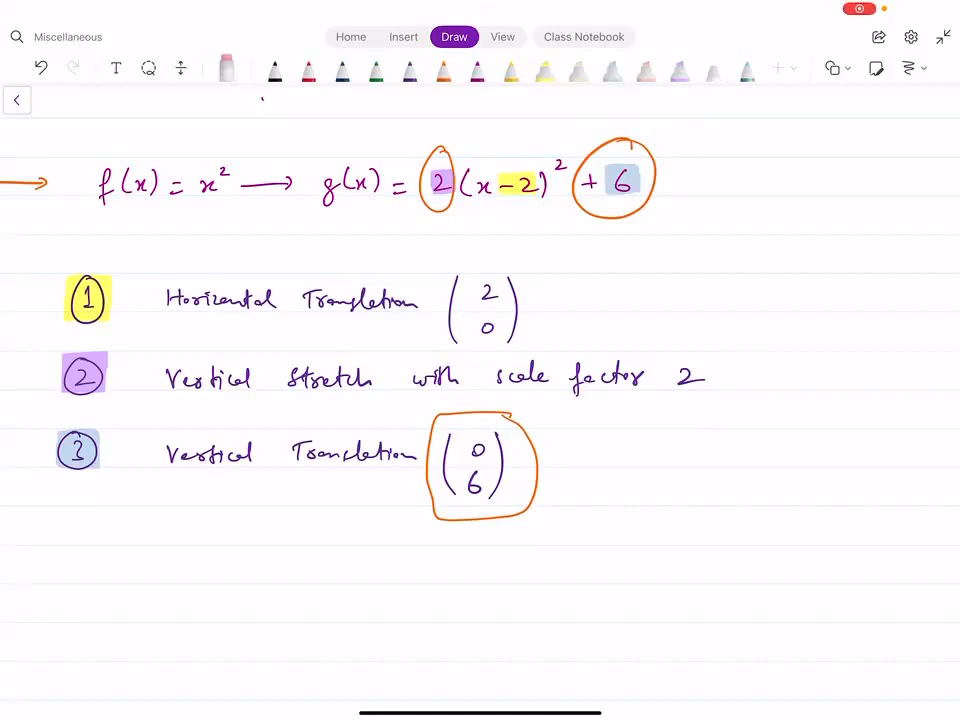 Miscellaneous
Home Insert Draw View Class Notebook
T
f(x) = x² ⟶ g(x) = 2(x - 2)² + 6
1 Horizontal Translation (2 0)
2 Vertical Stretch with scale factor 2
3 Vertical Translation (0 6)